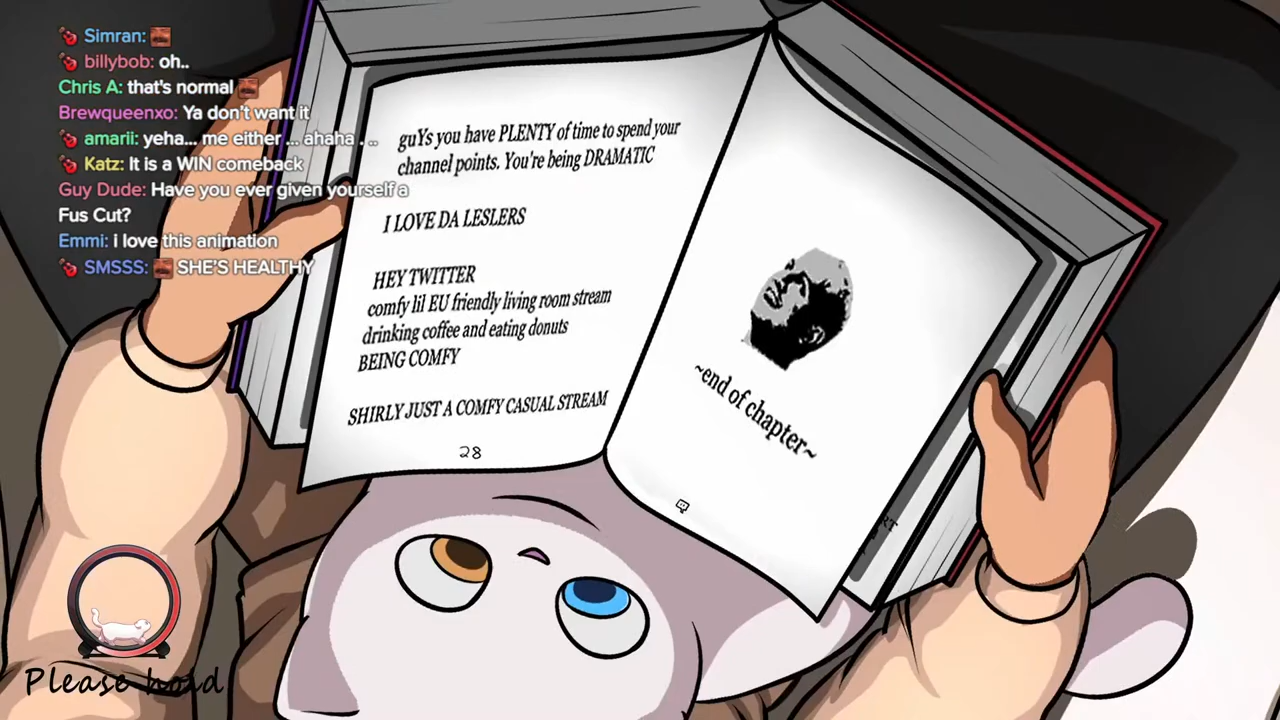 Simran:
billybob: oh..
Chris A: that's normal
Brewqueenxo: Ya don't want it
amarii: yeha... me either ... ahaha . ..
Katz: It is a WIN comeback
Guy Dude: Have you ever given yourself a
Fus Cut?
Emmi: i love this animation
SMSSS: SHE'S HEALTHY
guYs you have PLENTY of time to spend your
channel points. You're being DRAMATIC
I LOVE DA LESLERS
HEY TWITTER
comfy lil EU friendly living room stream
drinking coffee and eating donuts
BEING COMFY
SHIRLY JUST A COMFY CASUAL STREAM
28
~end of chapter~
Please hold